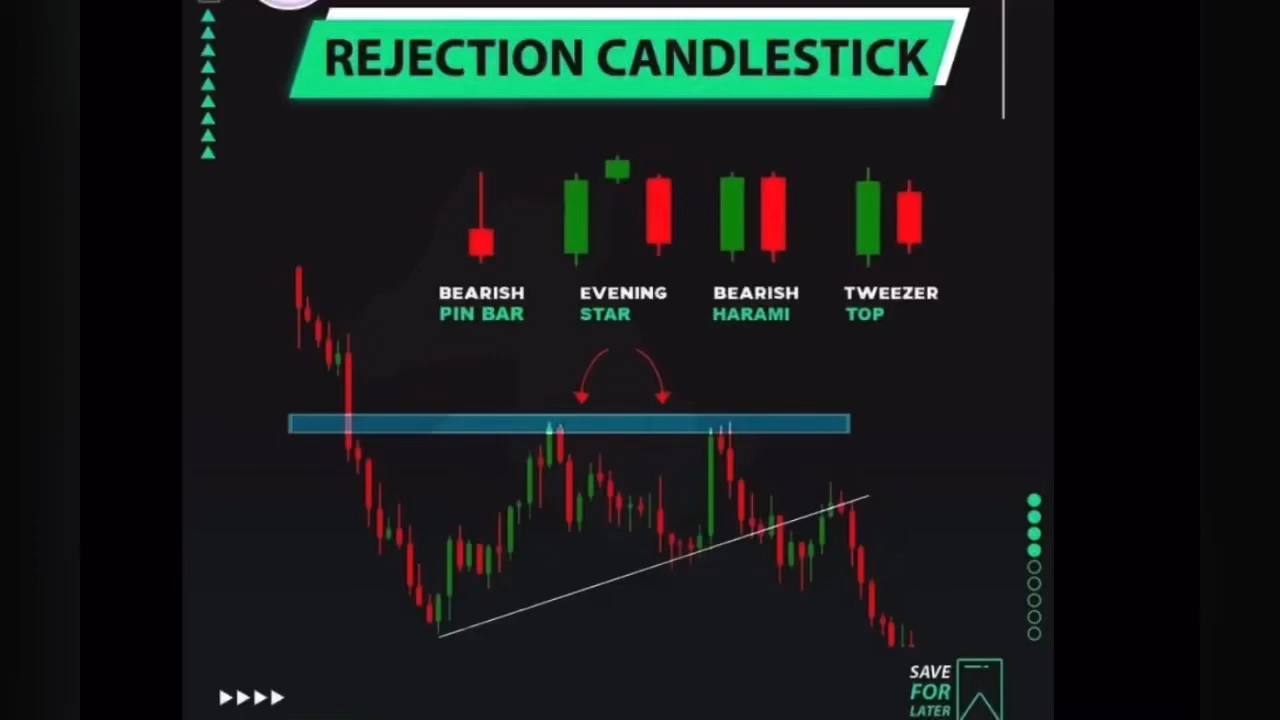 REJECTION CANDLESTICK
BEARISH
PIN BAR
EVENING
STAR
BEARISH
HARAMI
TWEEZER
TOP
SAVE
FOR
LATER